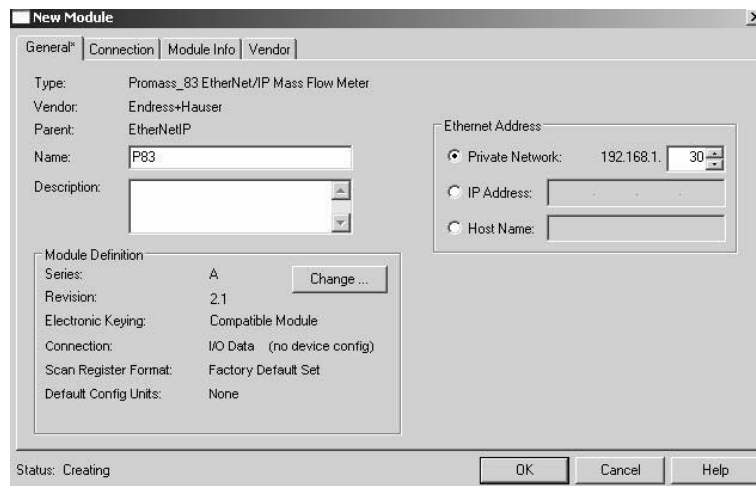 New Module
General* Connection Module Info Vendor
Type: Promass_83 EtherNet/IP Mass Flow Meter
Vendor: Endress+Hauser
Parent: EtherNetIP
Name: P83
Description:
Ethernet Address
Private Network: 192.168.1. 30
IP Address:
Host Name:
Module Definition
Series: A Change ...
Revision: 2.1
Electronic Keying: Compatible Module
Connection: I/O Data (no device config)
Scan Register Format: Factory Default Set
Default Config Units: None
Status: Creating OK Cancel Help